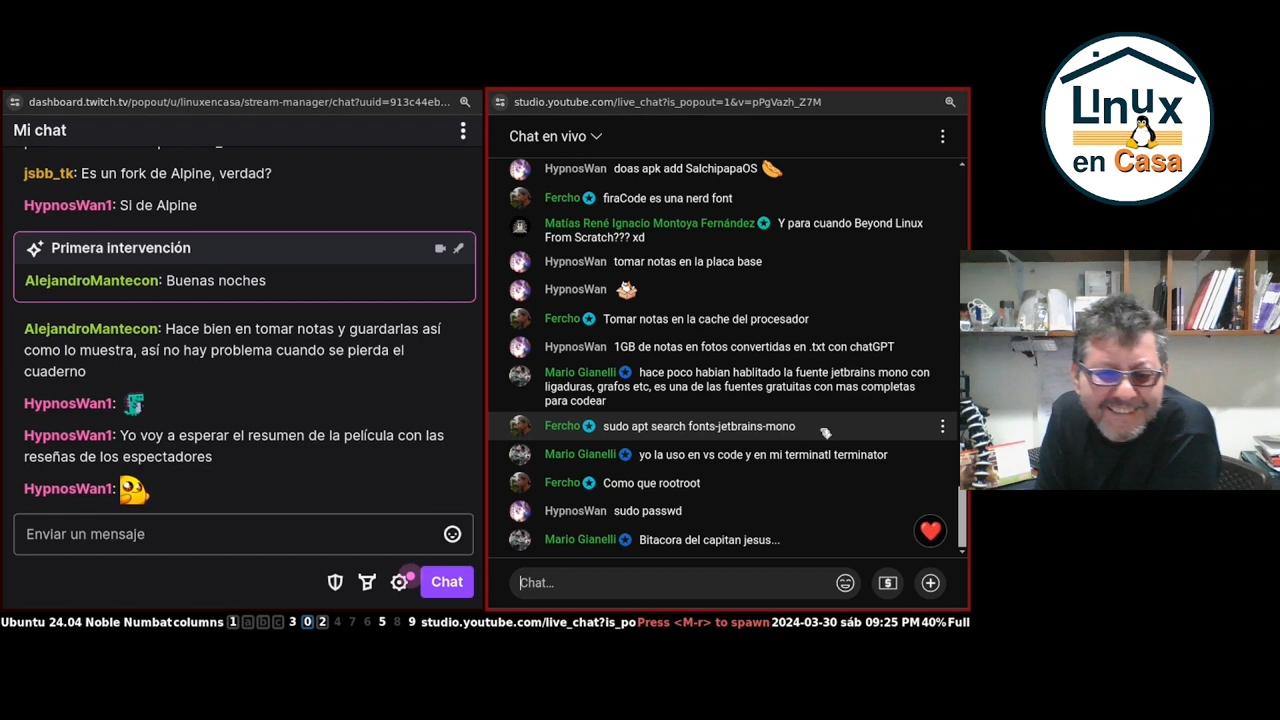 dashboard.twitch.tv/popout/u/linuxencasa/stream-manager/chat?uuid=913c44eb...
Mi chat
jsbb_tk: Es un fork de Alpine, verdad?
HypnosWan1: SI de Alpine
Primera intervención
AlejandroMantecon: Buenas noches
AlejandroMantecon: Hace bien en tomar notas y guardarlas así
como lo muestra, así no hay problema cuando se pierda el
cuaderno
HypnosWan1:
HypnosWan1: Yo voy a esperar el resumen de la película con las
reseñas de los espectadores
HypnosWan1:
Enviar un mensaje
Chat
studio.youtube.com/live_chat?is_popout=1&v=pPgVazh_Z7M
Chat en vivo
HypnosWan doas apk add SalchipapaOS
Fercho firaCode es una nerd font
Matías René Ignacio Montoya Fernández Y para cuando Beyond Linux
From Scratch??? xd
HypnosWan tomar notas en la placa base
HypnosWan
Fercho Tomar notas en la cache del procesador
HypnosWan 1GB de notas en fotos convertidas en .txt con chatGPT
Mario Gianelli hace poco habian hablitado la fuente jetbrains mono con
ligaduras, grafos etc, es una de las fuentes gratuitas con mas completas
para codear
Fercho sudo apt search fonts-jetbrains-mono
Mario Gianelli yo la uso en vs code y en mi terminatl terminator
Fercho Como que rootroot
HypnosWan sudo passwd
Mario Gianelli Bitacora del capitan jesus...
Chat...
Linux
en Casa
Ubuntu 24.04 Noble Numbat columns 1 a b c 3 0 2 4 7 6 5 8 9 studio.youtube.com/live_chat?is_po Press <M-r> to spawn 2024-03-30 sáb 09:25 PM 40% Full